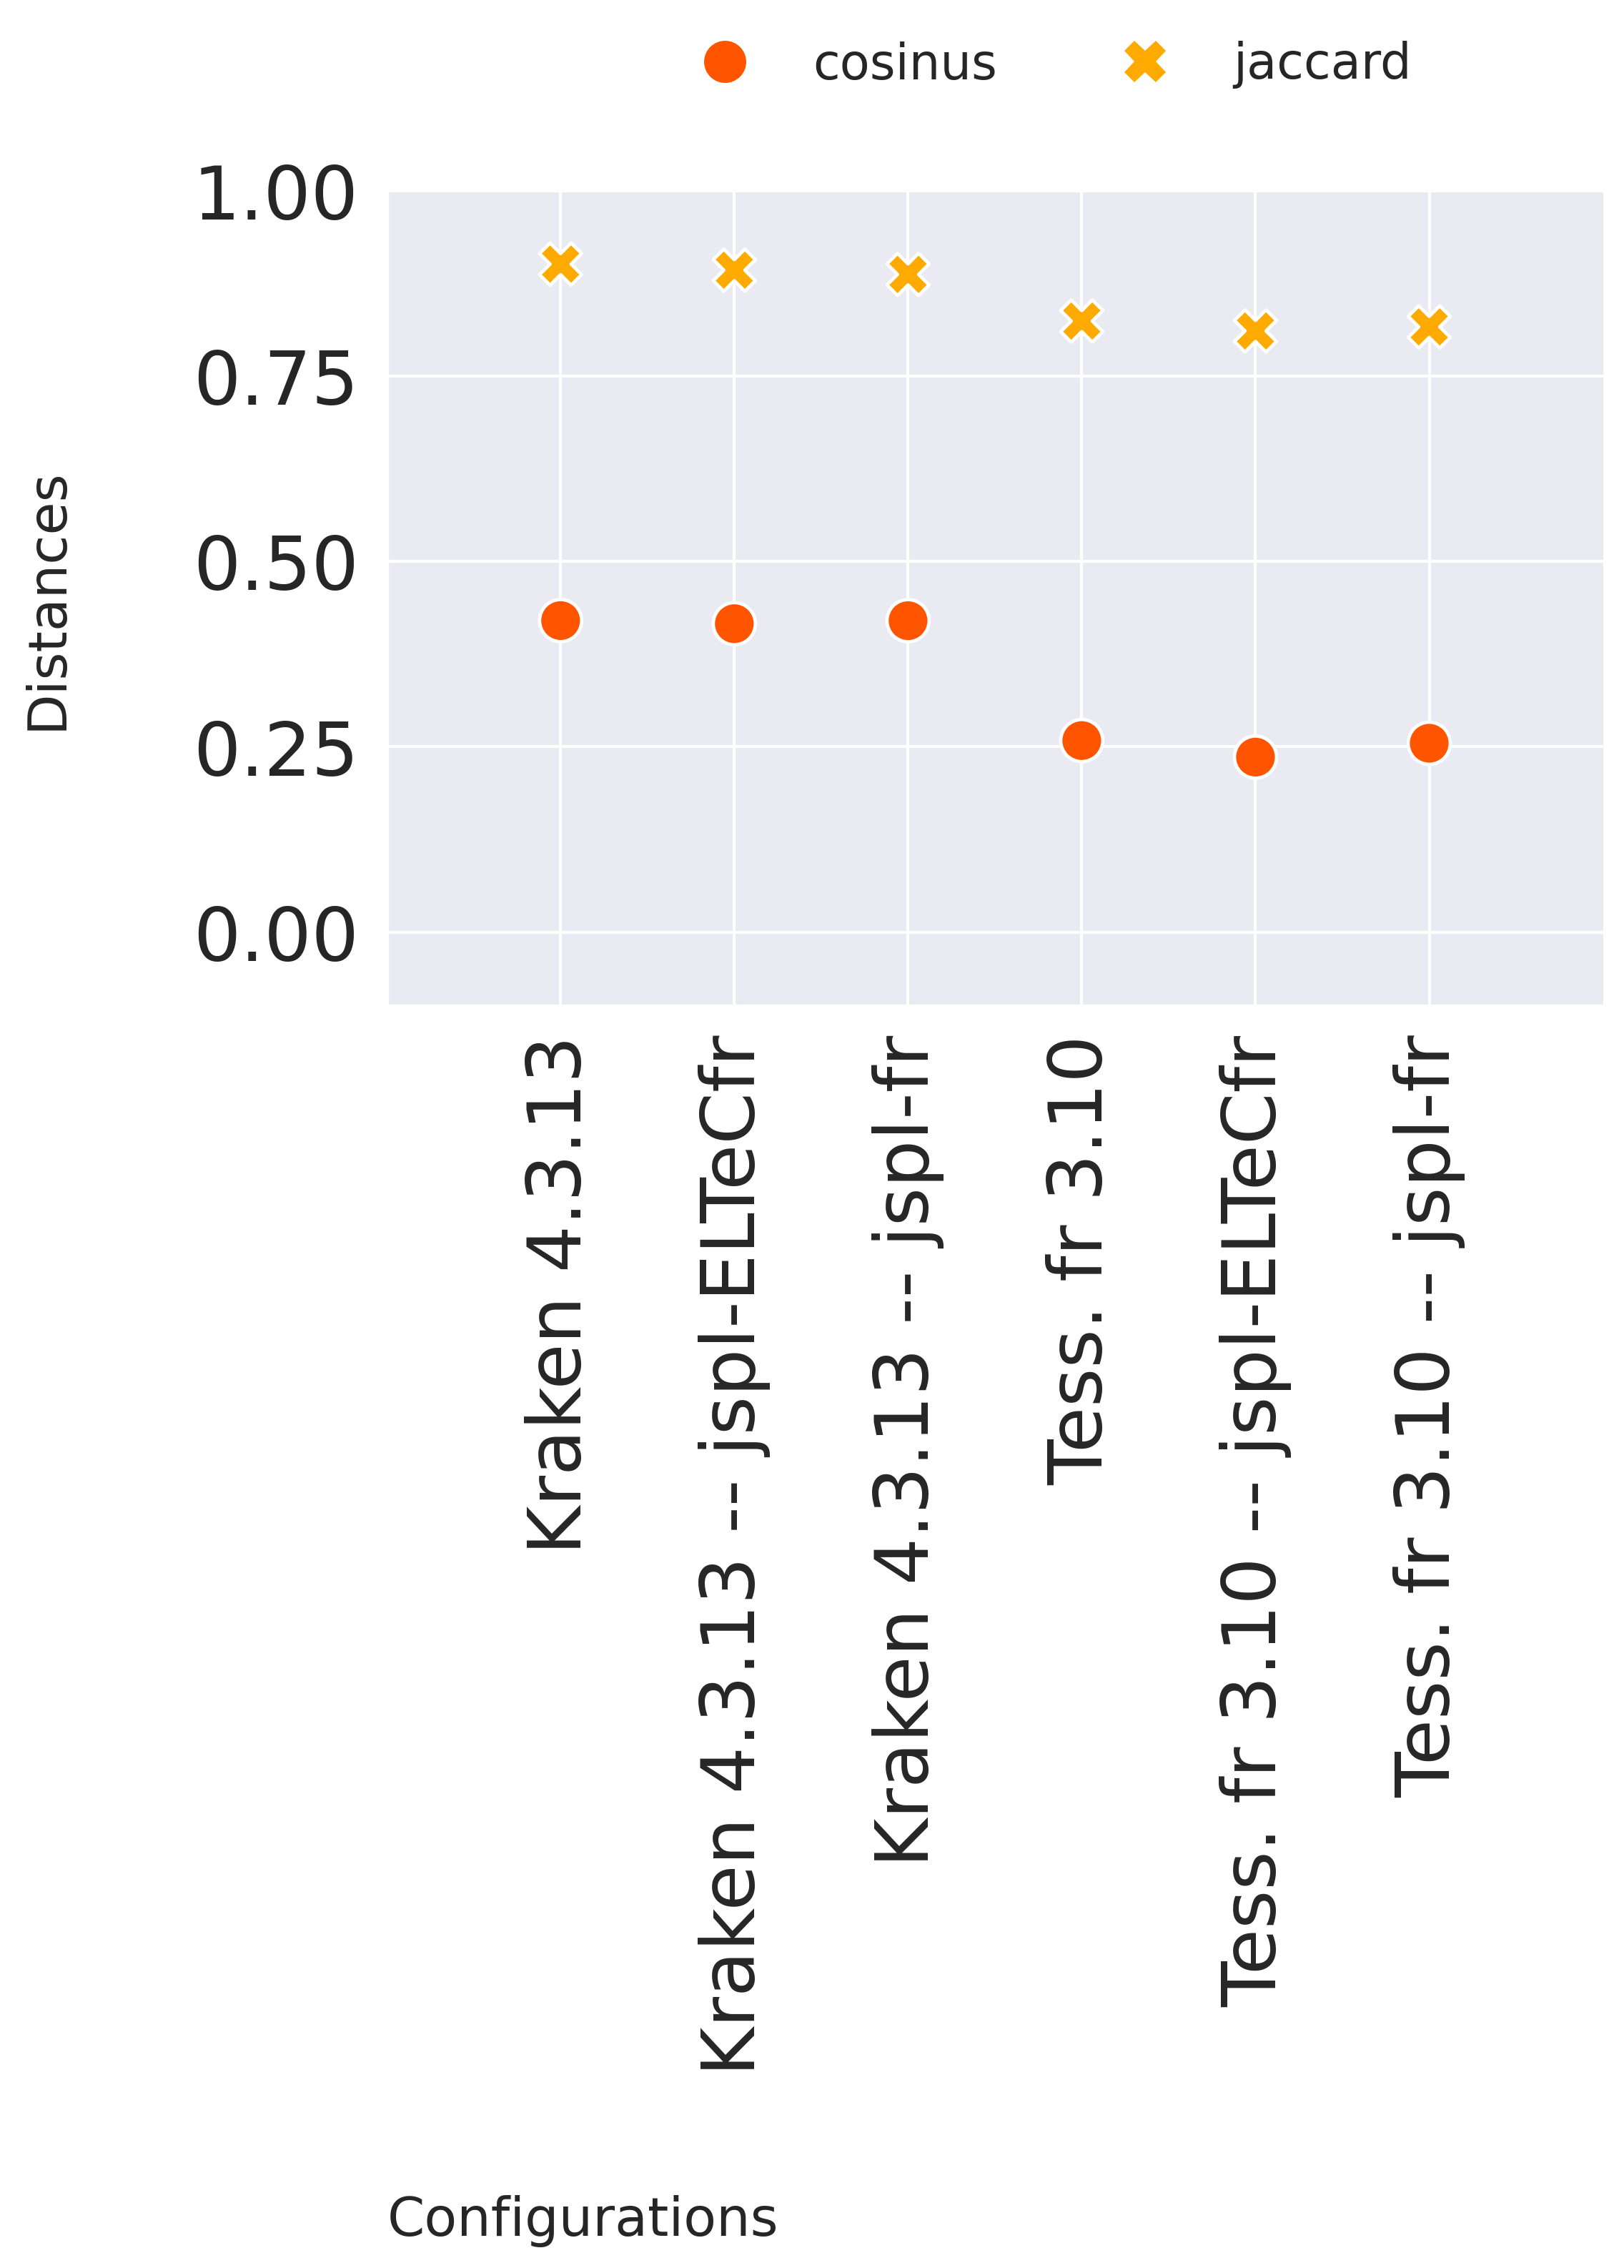 cosinus
jaccard
1.00
0.75
0.50
0.25
0.00
Distances
Kraken 4.3.13
Kraken 4.3.13 -- jspl-ELTeCfr
Kraken 4.3.13 -- jspl-fr
Tess. fr 3.10
Tess. fr 3.10 -- jspl-ELTeCfr
Tess. fr 3.10 -- jspl-fr
Configurations